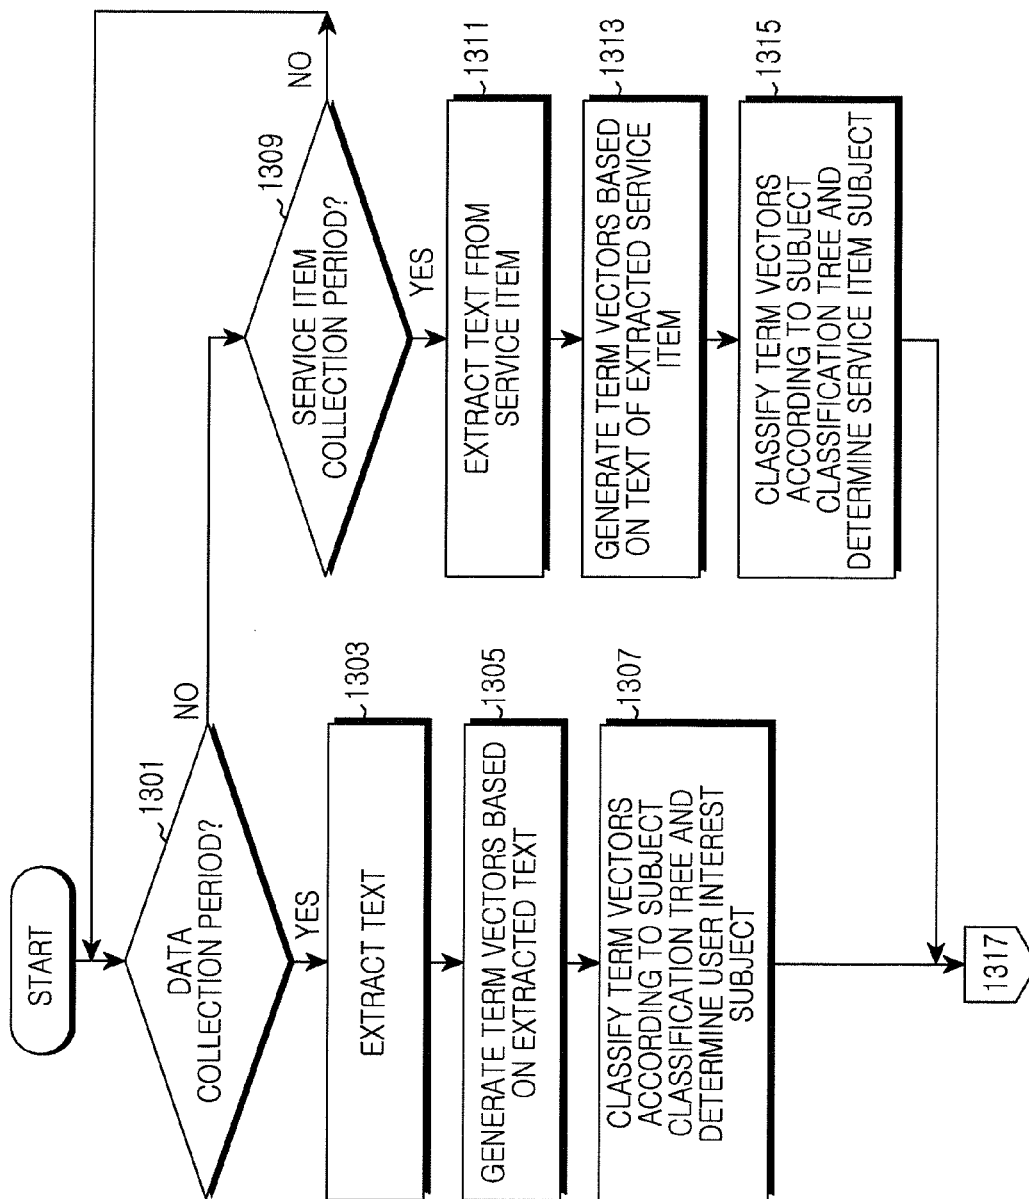 START
1301
DATA
COLLECTION PERIOD?
NO
YES
1303
EXTRACT TEXT
1305
GENERATE TERM VECTORS BASED
ON EXTRACTED TEXT
1307
CLASSIFY TERM VECTORS
ACCORDING TO SUBJECT
CLASSIFICATION TREE AND
DETERMINE USER INTEREST
SUBJECT
1309
SERVICE ITEM
COLLECTION PERIOD?
NO
YES
1311
EXTRACT TEXT FROM
SERVICE ITEM
1313
GENERATE TERM VECTORS BASED
ON TEXT OF EXTRACTED SERVICE
ITEM
1315
CLASSIFY TERM VECTORS
ACCORDING TO SUBJECT
CLASSIFICATION TREE AND
DETERMINE SERVICE ITEM SUBJECT
1317